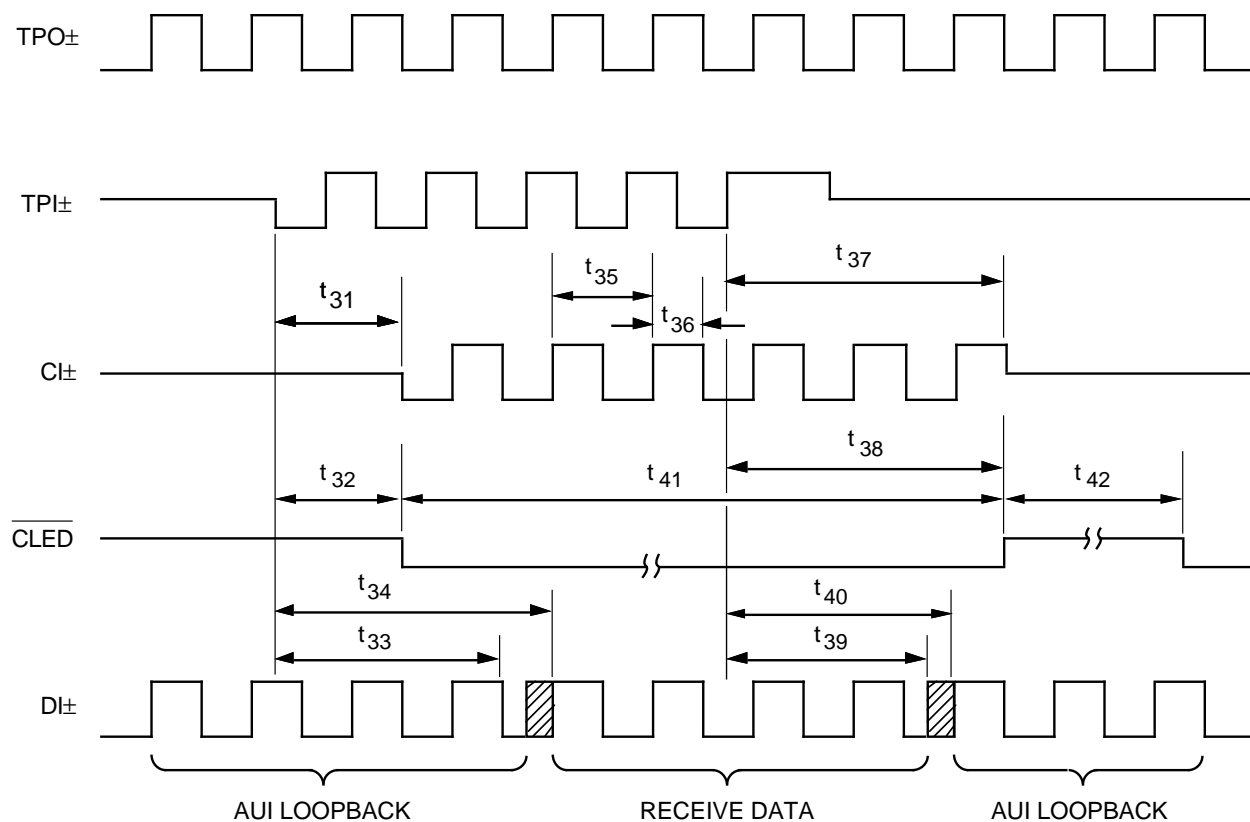 TPO±
TPI±
t35
t37
t31
t36
CI±
t38
t32
t41
t42
CLED
t34
t40
t33
t39
DI±
AUI LOOPBACK
RECEIVE DATA
AUI LOOPBACK